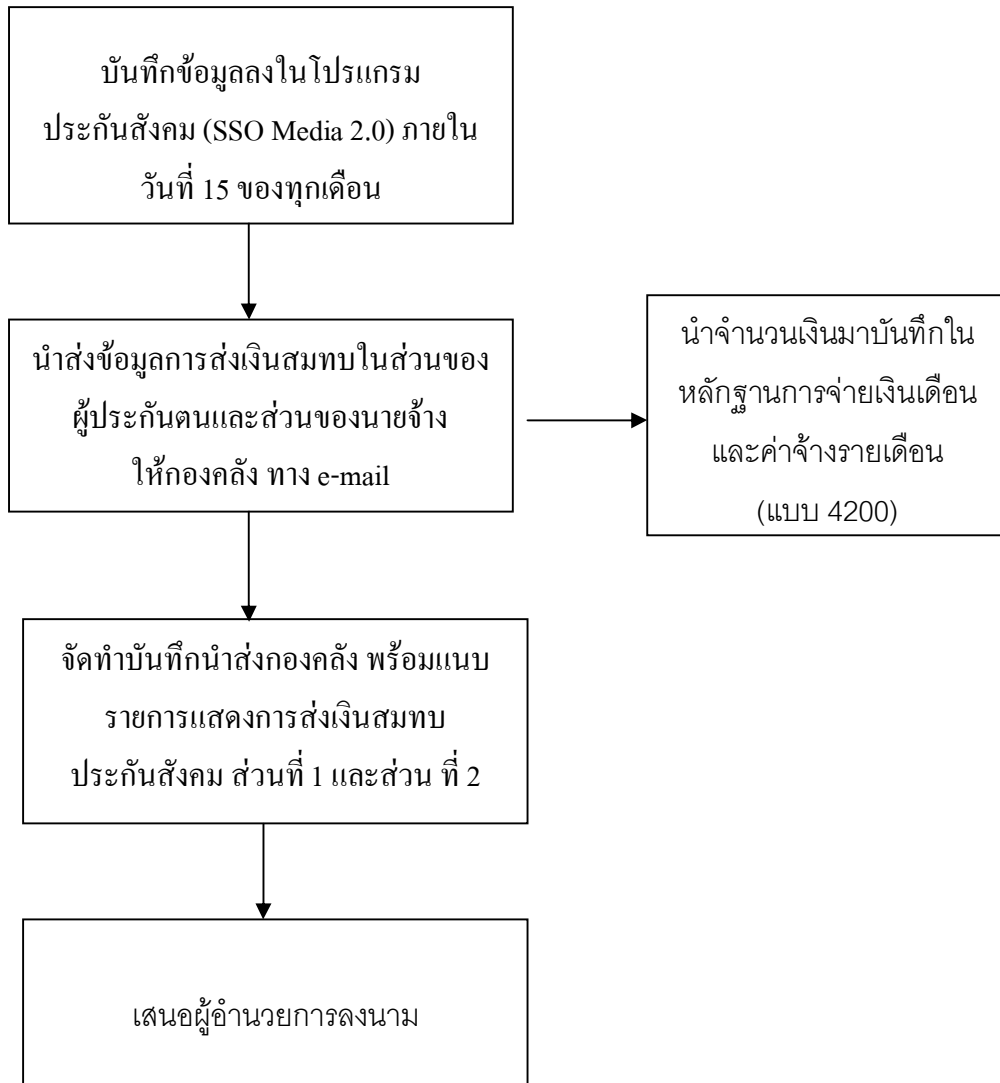 บันทึกข้อมูลลงในโปรแกรม
ประกันสังคม (SSO Media 2.0) ภายใน
วันที่ 15 ของทุกเดือน
นำส่งข้อมูลการส่งเงินสมทบในส่วนของ
ผู้ประกันตนและส่วนของนายจ้าง
ให้กองคลัง ทาง e-mail
นำจำนวนเงินมาบันทึกใน
หลักฐานการจ่ายเงินเดือน
และค่าจ้างรายเดือน
(แบบ 4200)
จัดทำบันทึกนำส่งกองคลัง พร้อมแนบ
รายการแสดงการส่งเงินสมทบ
ประกันสังคม ส่วนที่ 1 และส่วน ที่ 2
เสนอผู้อำนวยการลงนาม